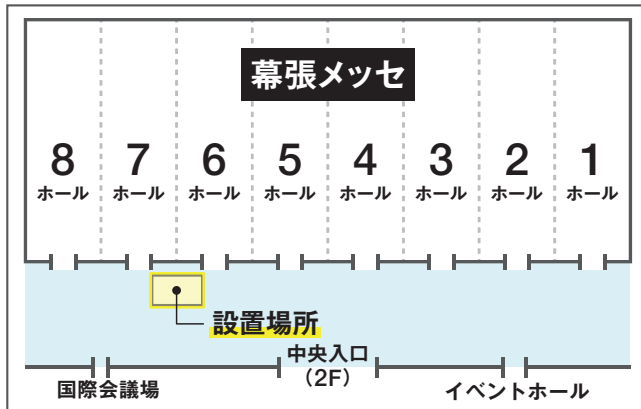 幕張メッセ
8 7 6 5 4 3 2 1
ホール ホール ホール ホール ホール ホール ホール ホール
設置場所
中央入口
（2F）
国際会議場
イベントホール